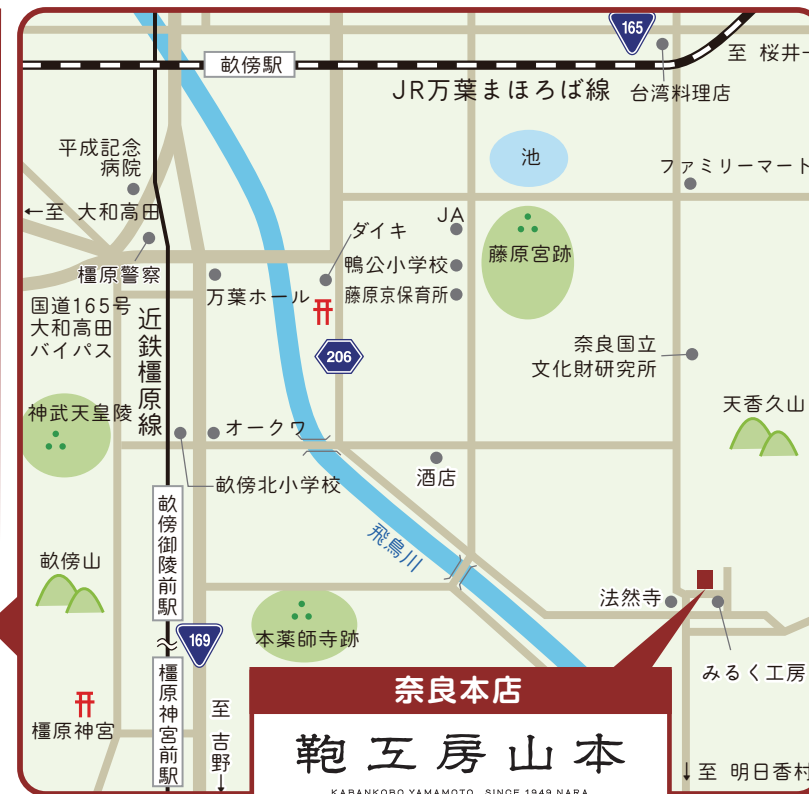 165
畝傍駅
至 桜井
JR万葉まほろば線
台湾料理店
平成記念
病院
池
ファミリーマート
←至 大和高田
JA
ダイキ
藤原宮跡
橿原警察
鴨公小学校
万葉ホール
藤原京保育所
国道165号
大和高田
バイパス
近鉄橿原線
206
奈良国立
文化財研究所
神武天皇陵
天香久山
オークワ
酒店
畝傍北小学校
畝傍御陵前駅
飛鳥川
畝傍山
法然寺
本薬師寺跡
169
みるく工房
橿原神宮前駅
橿原神宮
至 吉野↓
奈良本店
鞄工房山本
KABANKOBO YAMAMOTO SINCE 1949 NARA
↓至 明日香村